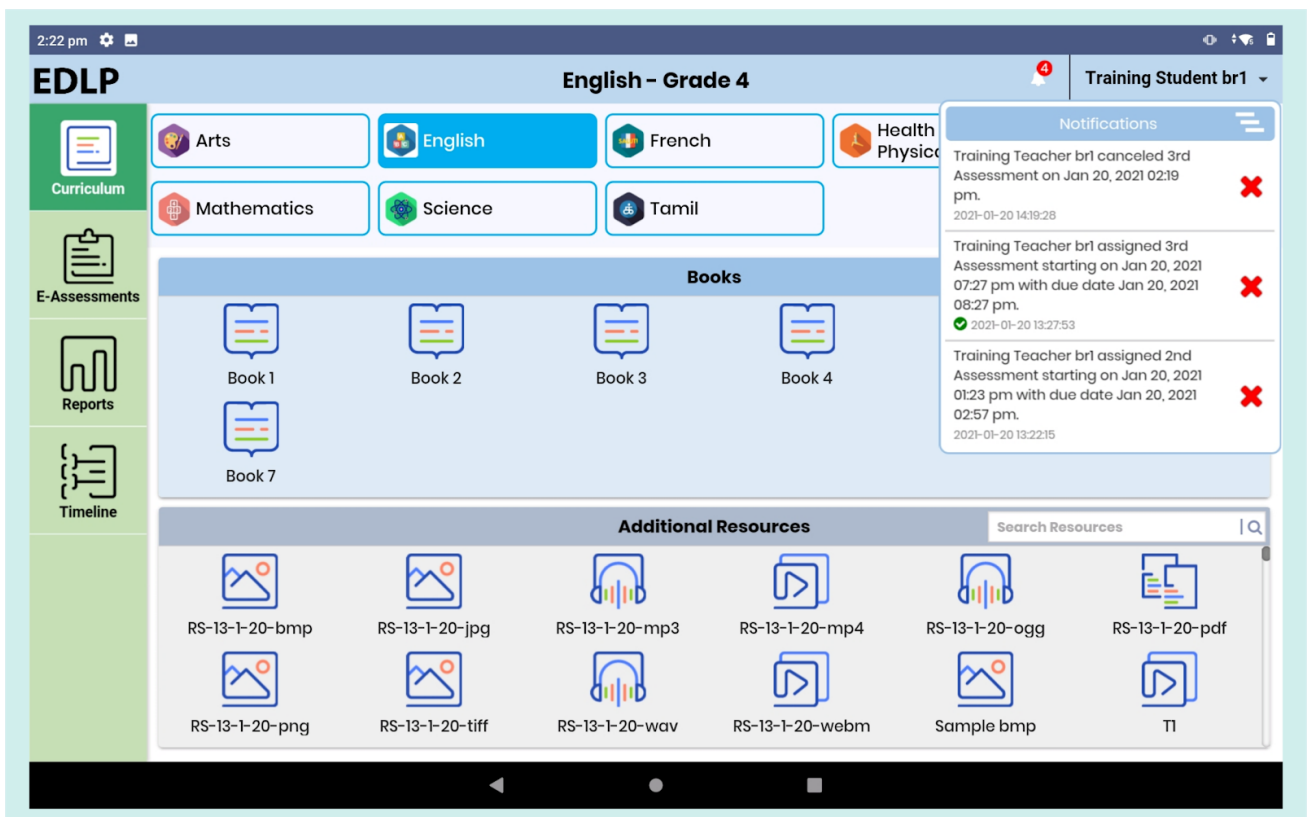 2:22 pm
EDLP
English - Grade 4
4
Training Student br1
Curriculum
E-Assessments
Reports
Timeline
Arts
English
French
Health
Mathematics
Science
Tamil
Notifications
Training Teacher br1 canceled 3rd
Assessment on Jan 20, 2021 02:19
pm.
2021-01-20 14:19:28
Training Teacher br1 assigned 3rd
Assessment starting on Jan 20, 2021
07:27 pm with due date Jan 20, 2021
08:27 pm.
2021-01-20 13:27:53
Training Teacher br1 assigned 2nd
Assessment starting on Jan 20, 2021
01:23 pm with due date Jan 20, 2021
02:57 pm.
2021-01-20 13:22:15
Books
Book 1
Book 2
Book 3
Book 4
Book 7
Additional Resources
Search Resources
RS-13-1-20-bmp
RS-13-1-20-jpg
RS-13-1-20-mp3
RS-13-1-20-mp4
RS-13-1-20-ogg
RS-13-1-20-pdf
RS-13-1-20-png
RS-13-1-20-tiff
RS-13-1-20-wav
RS-13-1-20-webm
Sample bmp
T1